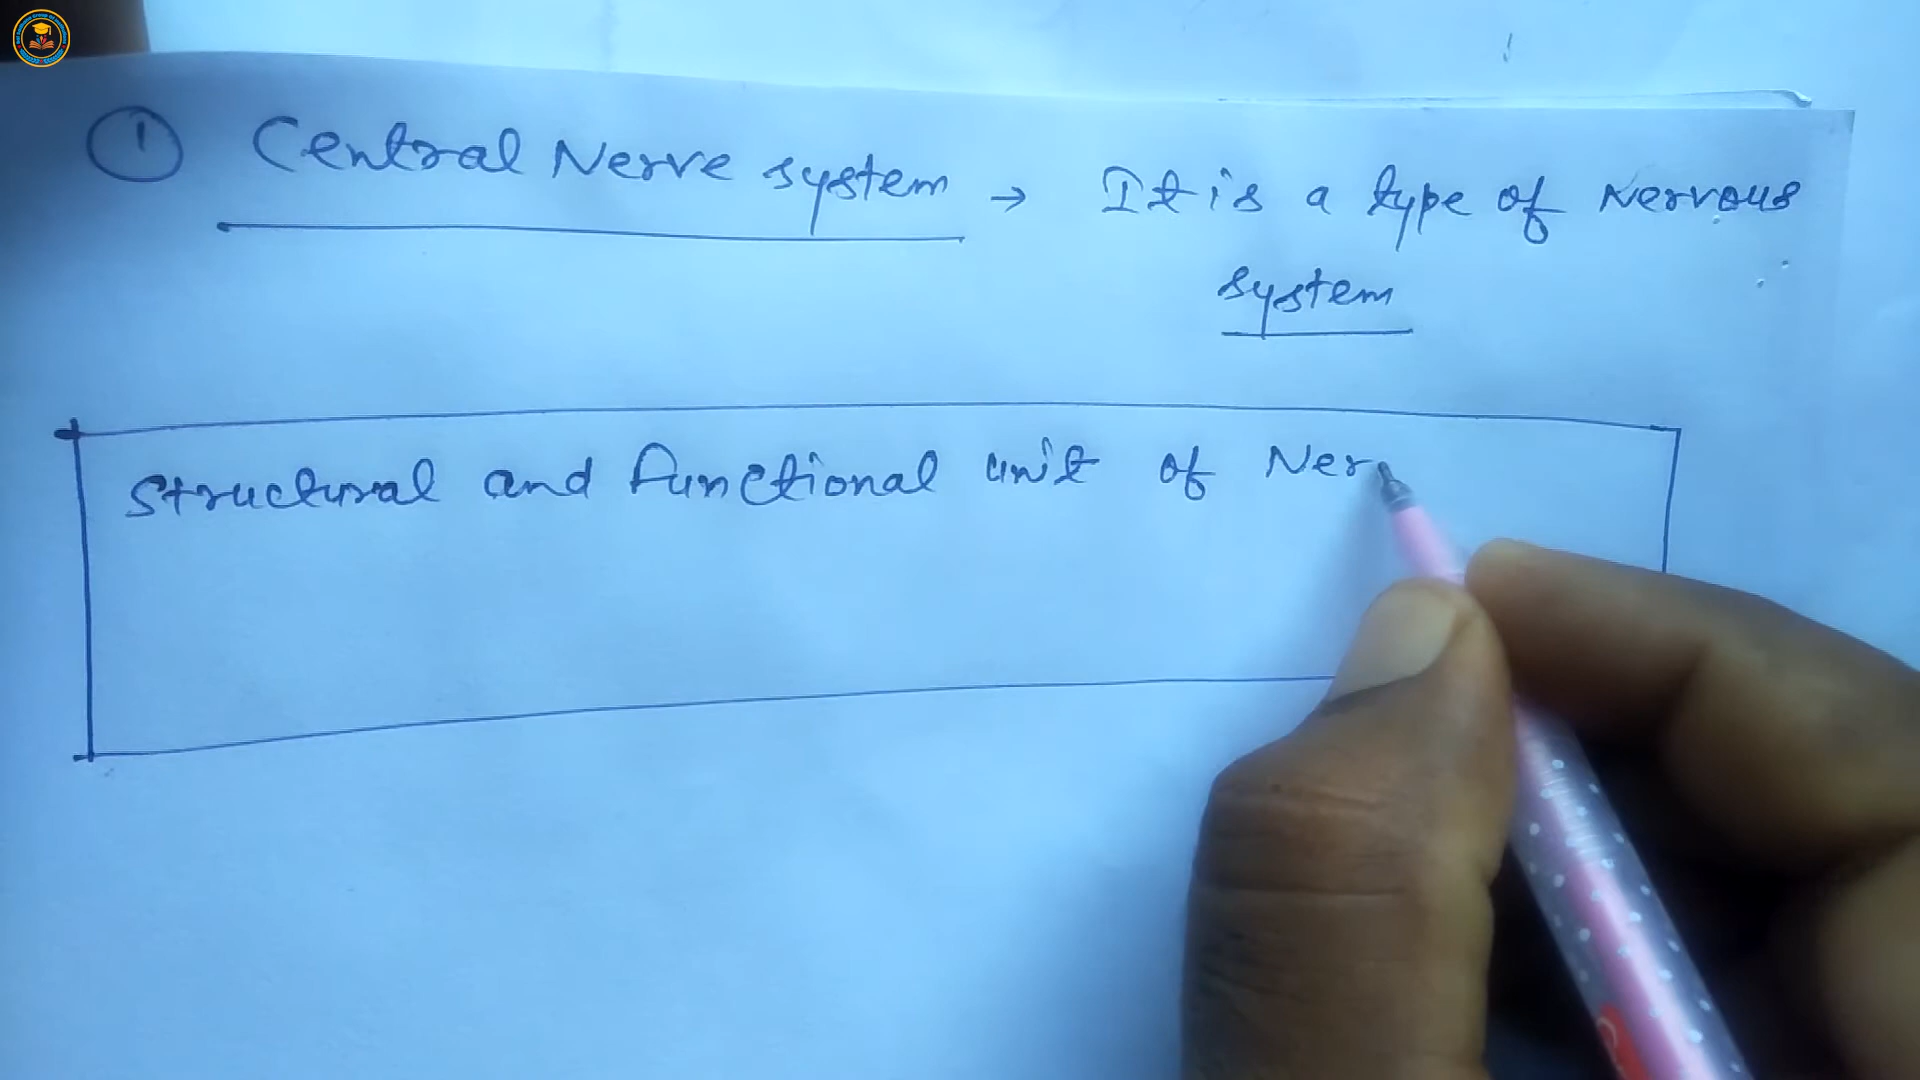 1 Central Nerve system → It is a type of Nervous
system
Structural and functional unit of Ner